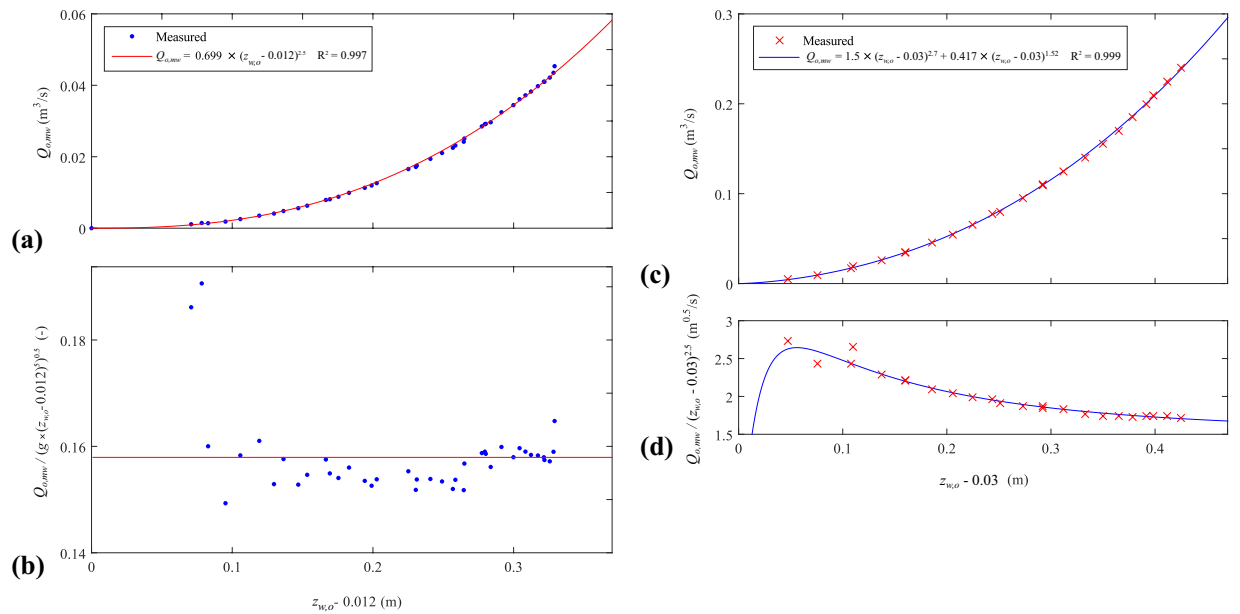 (a)
Q_{o,mw} (m^3/s)
0.06
0.04
0.02
0
Measured
Q_{o,mw} = 0.699 × (z_{w,o} - 0.012)^{2.5} R^2 = 0.997
(b)
Q_{o,mw} / (g×(z_{w,o}-0.012)^5)^{0.5} (-)
0.18
0.16
0.14
0
0.1
0.2
0.3
z_{w,o} - 0.012 (m)
(c)
Q_{o,mw} (m^3/s)
0.3
0.2
0.1
0
Measured
Q_{o,mw} = 1.5 × (z_{w,o} - 0.03)^{2.7} + 0.417 × (z_{w,o} - 0.03)^{1.52} R^2 = 0.999
(d)
Q_{o,mw} / (z_{w,o} - 0.03)^{2.5} (m^{0.5}/s)
3
2.5
2
1.5
0
0.1
0.2
0.3
0.4
z_{w,o} - 0.03 (m)